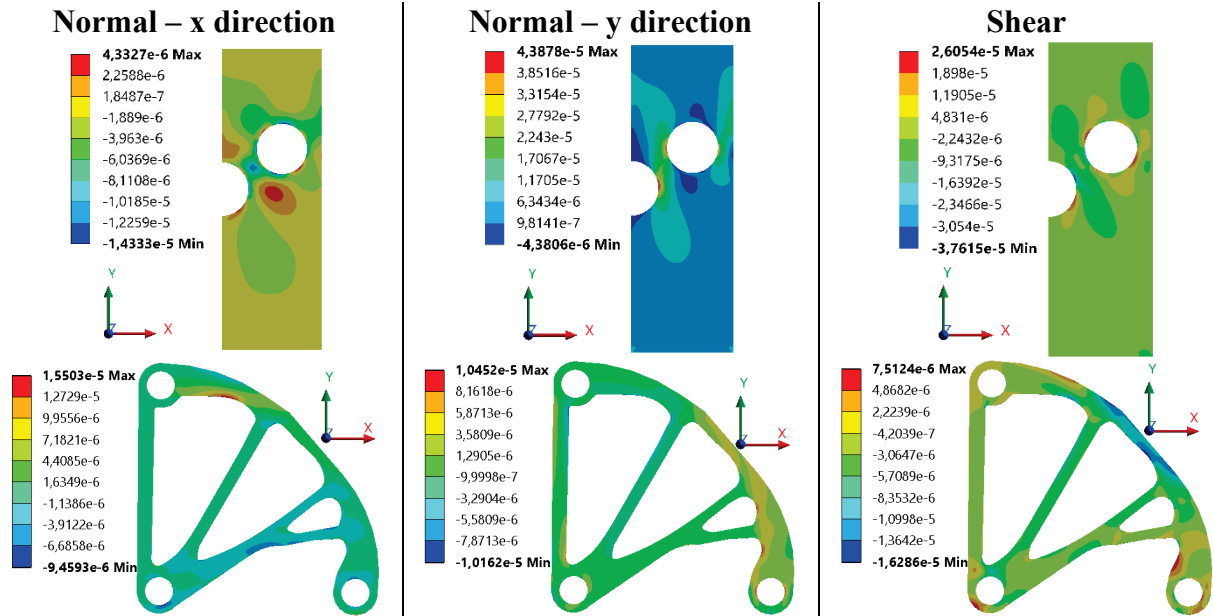 Normal – x direction
4,3327e-6 Max
2,2588e-6
1,8487e-7
-1,889e-6
-3,963e-6
-6,0369e-6
-8,1108e-6
-1,0185e-5
-1,2259e-5
-1,4333e-5 Min
Y
Z
X
Normal – y direction
4,3878e-5 Max
3,8516e-5
3,3154e-5
2,7792e-5
2,243e-5
1,7067e-5
1,1705e-5
6,3434e-6
9,8141e-7
-4,3806e-6 Min
Y
Z
X
Shear
2,6054e-5 Max
1,898e-5
1,1905e-5
4,831e-6
-2,2432e-6
-9,3175e-6
-1,6392e-5
-2,3466e-5
-3,054e-5
-3,7615e-5 Min
Y
Z
X
1,5503e-5 Max
1,2729e-5
9,9556e-6
7,1821e-6
4,4085e-6
1,6349e-6
-1,1386e-6
-3,9122e-6
-6,6858e-6
-9,4593e-6 Min
Y
Z
X
1,0452e-5 Max
8,1618e-6
5,8713e-6
3,5809e-6
1,2905e-6
-9,9998e-7
-3,2904e-6
-5,5809e-6
-7,8713e-6
-1,0162e-5 Min
Y
Z
X
7,5124e-6 Max
4,8682e-6
2,2239e-6
-4,2039e-7
-3,0647e-6
-5,7089e-6
-8,3532e-6
-1,0998e-5
-1,3642e-5
-1,6286e-5 Min
Y
Z
X